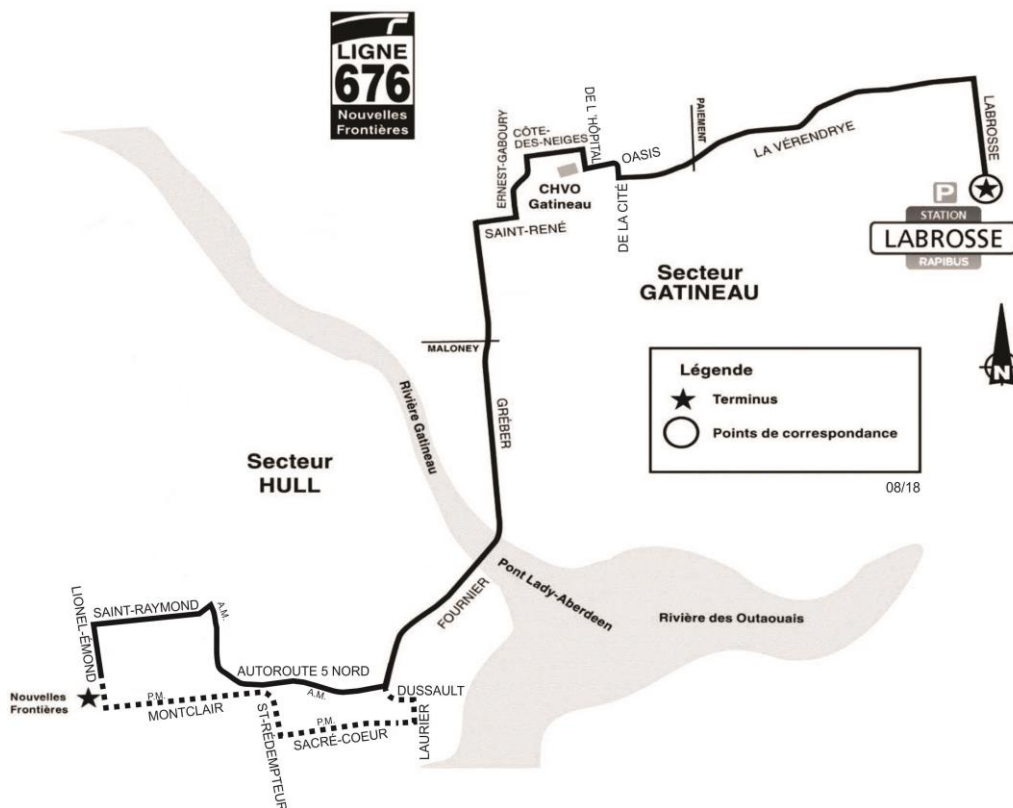 LIGNE
676
Nouvelles
Frontières
ERNEST-GABOURY
CÔTE-
DES-NEIGES
DE L 'HÔPITAL
OASIS
PAIEMENT
LA VÉRENDRYE
LABROSSE
CHVO
Gatineau
DE LA CITÉ
SAINT-RENÉ
P
STATION
LABROSSE
RAPIBUS
Secteur
GATINEAU
N
MALONEY
Rivière Gatineau
GRÉBER
Légende
Terminus
Points de correspondance
08/18
Secteur
HULL
Pont Lady-Aberdeen
Rivière des Outaouais
FOURNIER
LIONEL-ÉMOND
SAINT-RAYMOND
A.M.
AUTOROUTE 5 NORD
A.M.
DUSSAULT
Nouvelles
Frontières
P.M.
MONTCLAIR
ST-RÉDEMPTEUR
P.M.
SACRÉ-COEUR
LAURIER